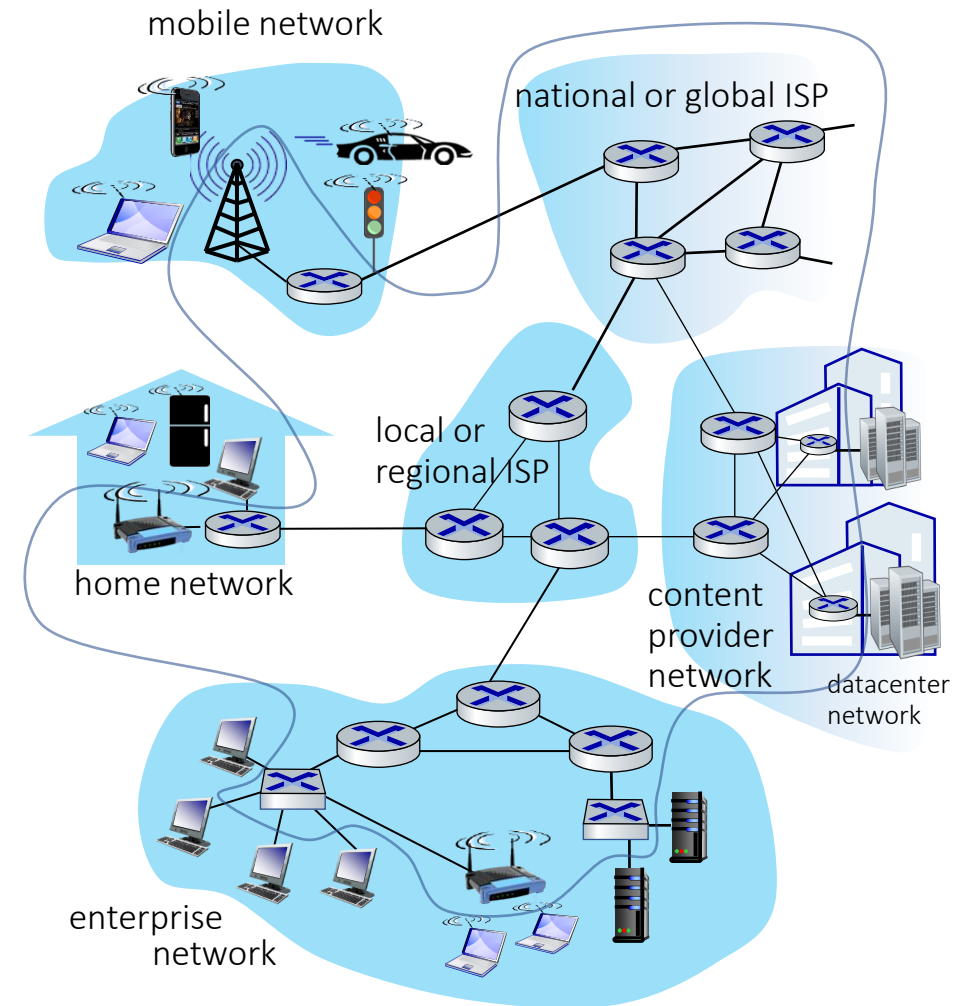 mobile network
national or global ISP
local or
regional ISP
home network
content
provider
network
datacenter
network
enterprise
network